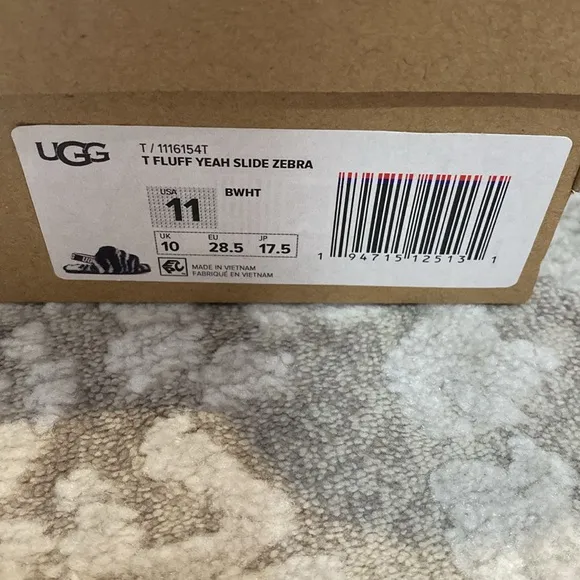 UGG
T / 1116154T
T FLUFF YEAH SLIDE ZEBRA
USA
11
BWHT
UK EU JP
10 28.5 17.5
MADE IN VIETNAM
FABRIQUÉ EN VIETNAM
1 94715 12513 1